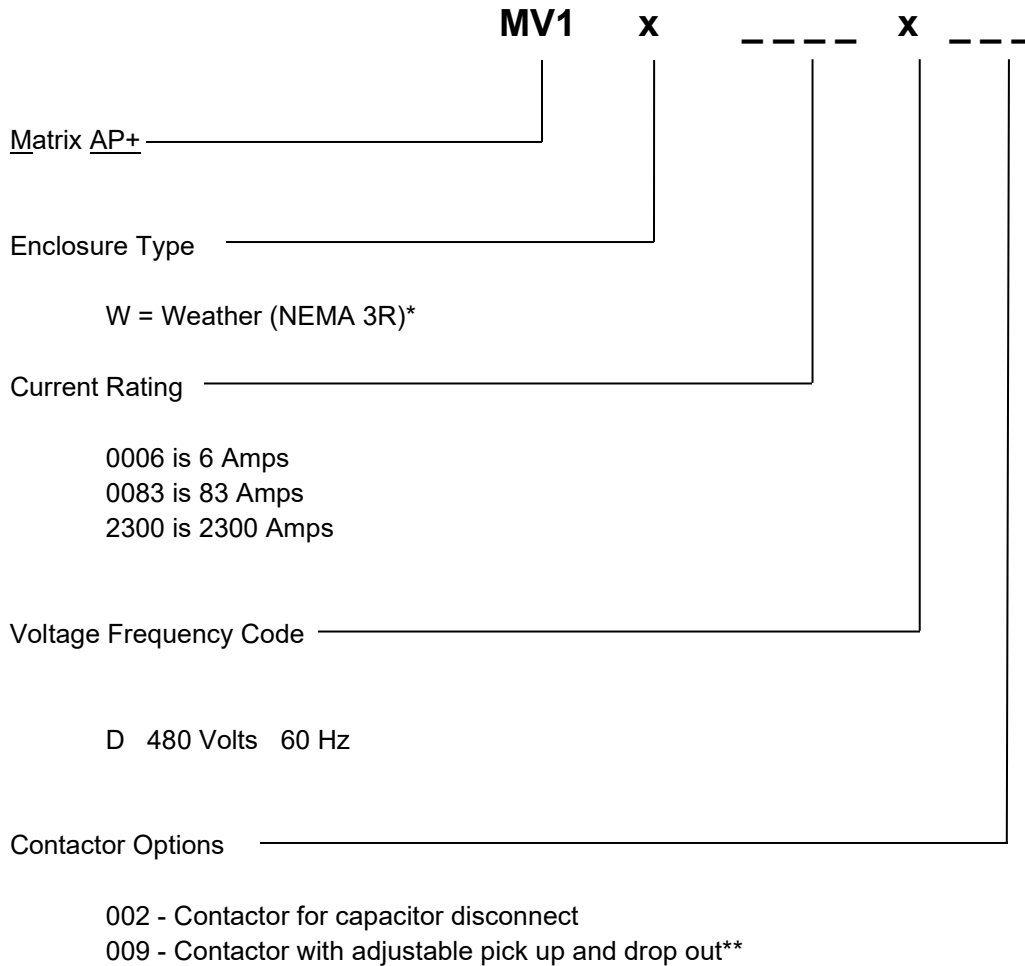 MV1 x _ _ _ _ x _ _ _
Matrix AP+
Enclosure Type
W = Weather (NEMA 3R)*
Current Rating
0006 is 6 Amps
0083 is 83 Amps
2300 is 2300 Amps
Voltage Frequency Code
D 480 Volts 60 Hz
Contactor Options
002 - Contactor for capacitor disconnect
009 - Contactor with adjustable pick up and drop out**